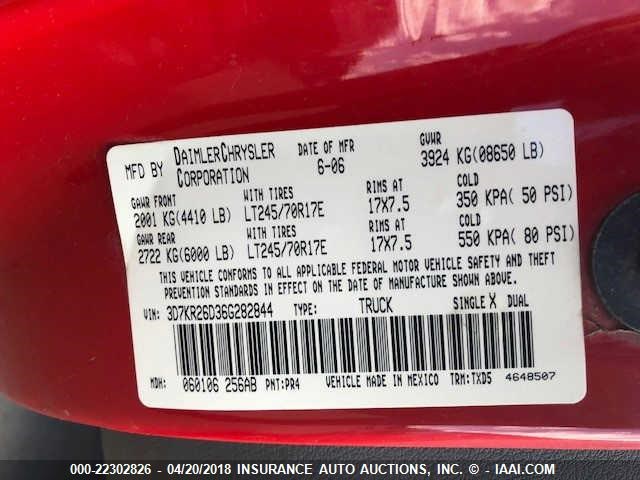 MFD BY DAIMLERCHRYSLER CORPORATION DATE OF MFR 6-06 GVWR 3924 KG(08650 LB)
GAWR FRONT WITH TIRES RIMS AT COLD
2001 KG(4410 LB) LT245/70R17E 17X7.5 350 KPA( 50 PSI)
GAWR REAR WITH TIRES RIMS AT COLD
2722 KG(6000 LB) LT245/70R17E 17X7.5 550 KPA( 80 PSI)
THIS VEHICLE CONFORMS TO ALL APPLICABLE FEDERAL MOTOR VEHICLE SAFETY AND THEFT
PREVENTION STANDARDS IN EFFECT ON THE DATE OF MANUFACTURE SHOWN ABOVE.
VIN: 3D7KR26D36G282844 TYPE: TRUCK SINGLE X DUAL
MDH: 060106 256AB PNT:PR4 VEHICLE MADE IN MEXICO TRM:TXD5 4648507
000-22302826 - 04/20/2018 - INSURANCE AUTO AUCTIONS, INC. - © IAAI.COM